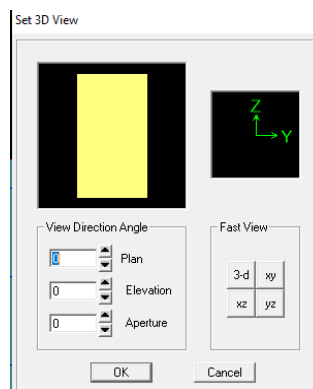 Set 3D View
Z
Y
View Direction Angle
0 Plan
0 Elevation
0 Aperture
Fast View
3-d xy
xz yz
OK Cancel